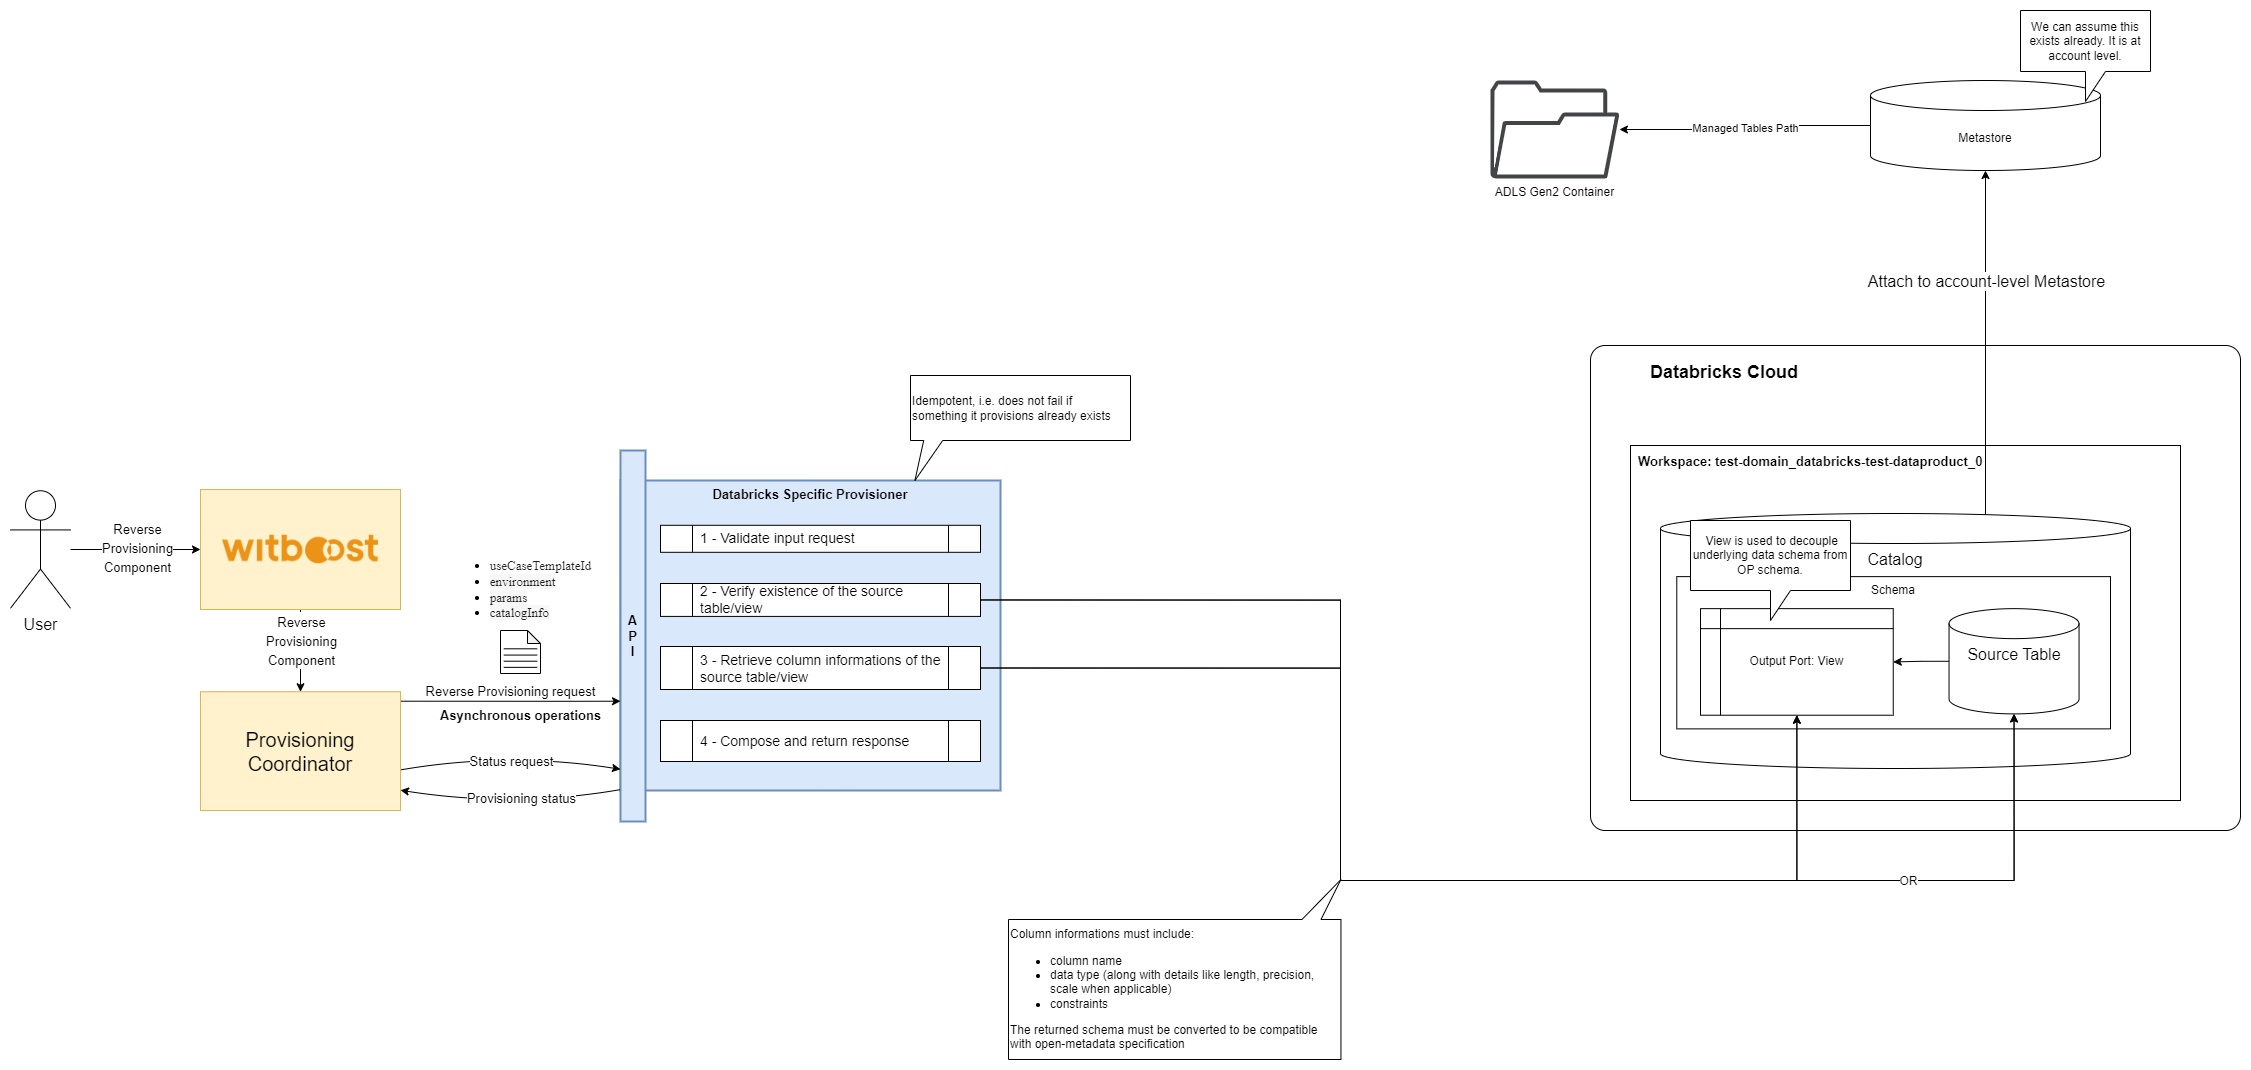 We can assume this
exists already. It is at
account level.
Metastore
Managed Tables Path
ADLS Gen2 Container
Attach to account-level Metastore
Databricks Cloud
Workspace: test-domain_databricks-test-dataproduct_0
View is used to decouple
underlying data schema from
OP schema.
Catalog
Schema
Output Port: View
Source Table
OR
Idempotent, i.e. does not fail if
something it provisions already exists
User
Reverse
Provisioning
Component
witboost
Reverse
Provisioning
Component
Provisioning
Coordinator
• useCaseTemplateId
• environment
• params
• catalogInfo
Reverse Provisioning request
Asynchronous operations
Status request
Provisioning status
A
P
I
Databricks Specific Provisioner
1 - Validate input request
2 - Verify existence of the source
table/view
3 - Retrieve column informations of the
source table/view
4 - Compose and return response
Column informations must include:
• column name
• data type (along with details like length, precision,
scale when applicable)
• constraints
The returned schema must be converted to be compatible
with open-metadata specification